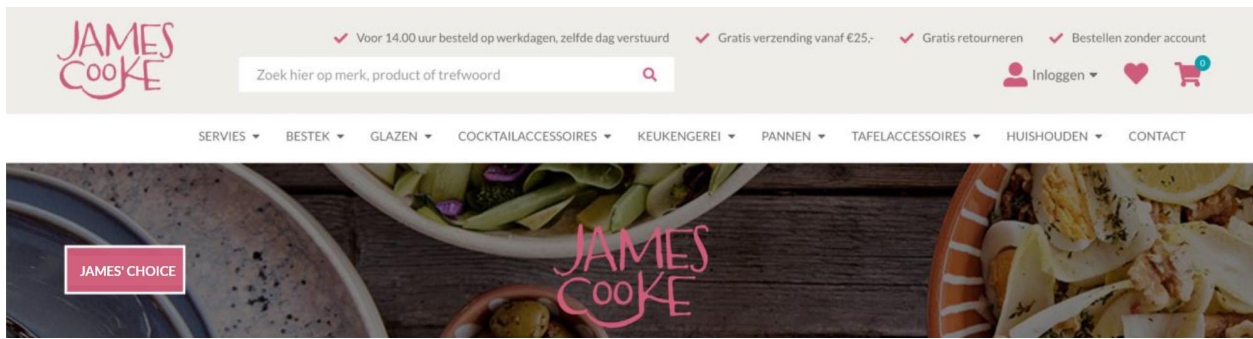 JAMES
COOKE
Voor 14.00 uur besteld op werkdagen, zelfde dag verstuurd Gratis verzending vanaf €25,- Gratis retourneren Bestellen zonder account
Zoek hier op merk, product of trefwoord
Inloggen
0
SERVIES BESTEK GLAZEN COCKTAILACCESSOIRES KEUKENGEREI PANNEN TAFELACCESSOIRES HUISHOUDEN CONTACT
JAMES' CHOICE
JAMES
COOKE